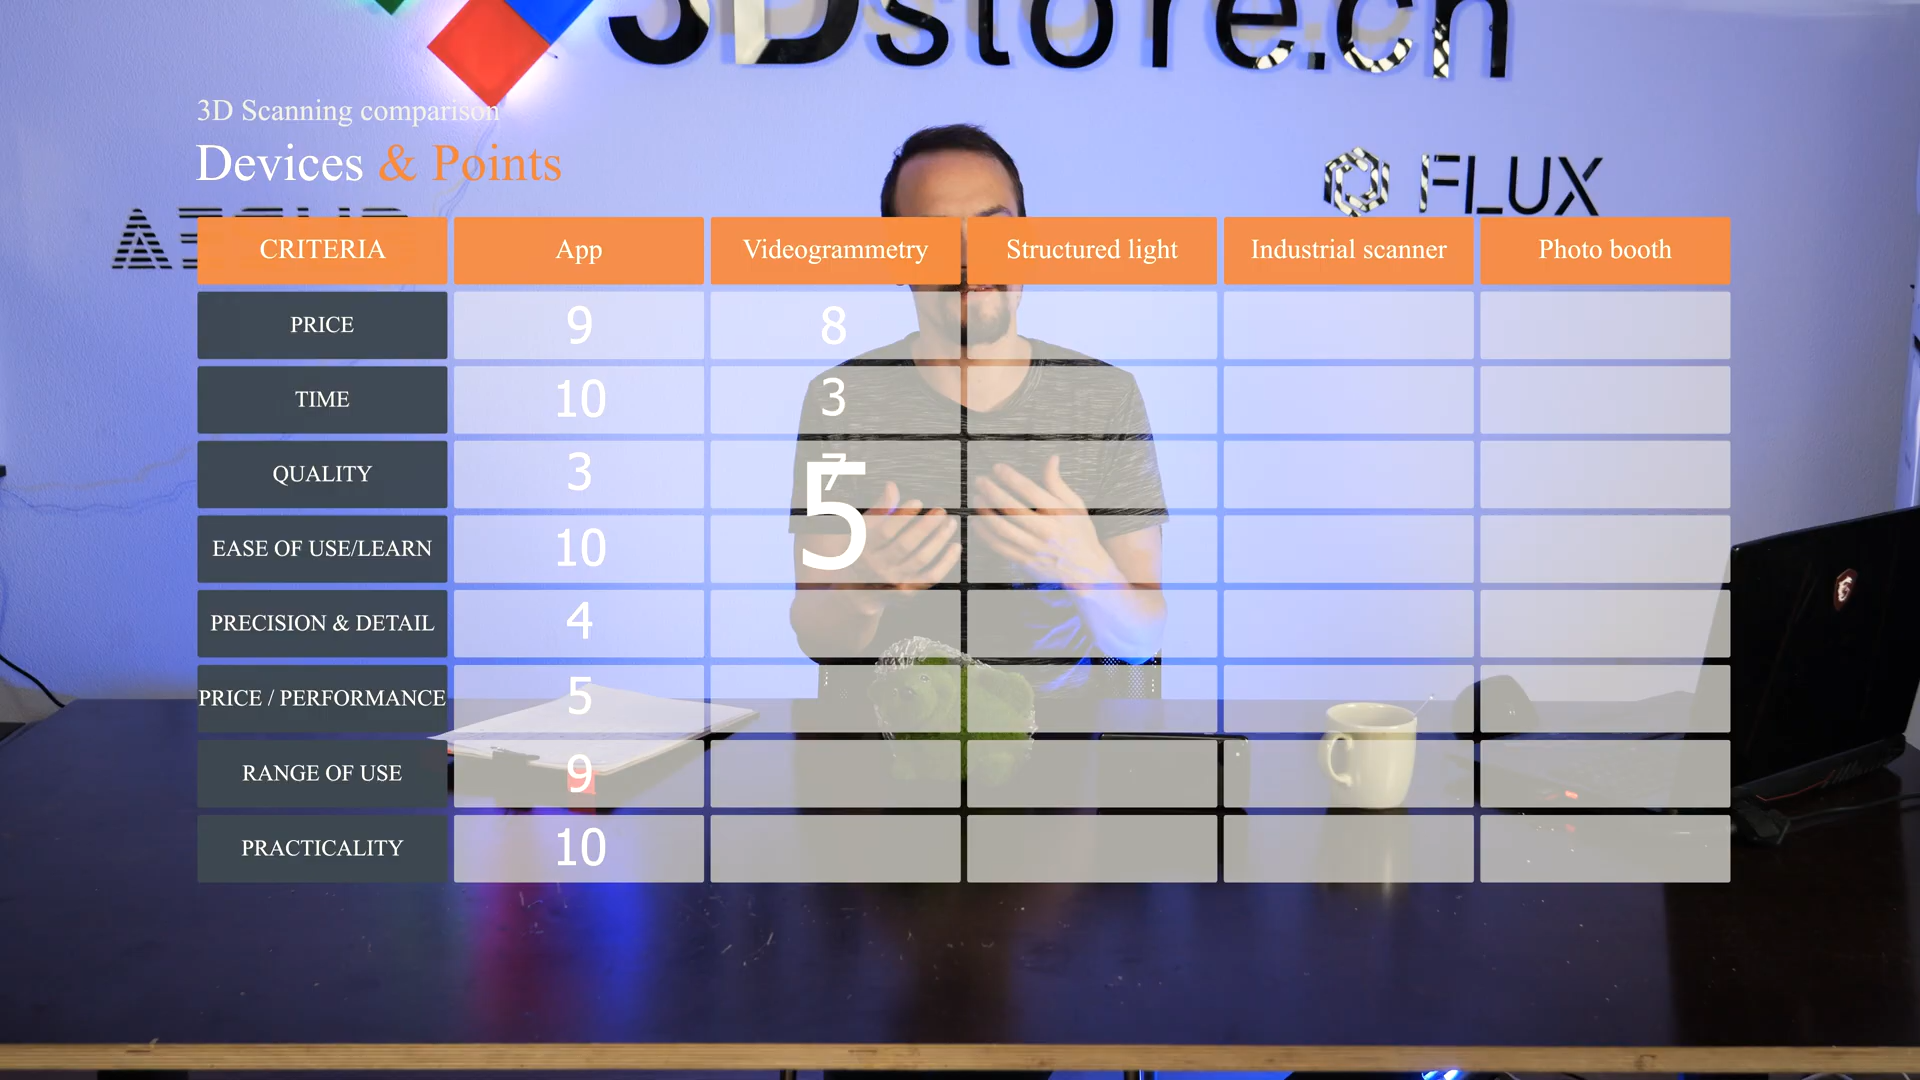 3Dstore.cn
3D Scanning comparison
Devices & Points
FLUX
CRITERIA App Videogrammetry Structured light Industrial scanner Photo booth
PRICE 9 8
TIME 10 3
QUALITY 3 7
EASE OF USE/LEARN 10 5
PRECISION & DETAIL 4
PRICE / PERFORMANCE 5
RANGE OF USE 9
PRACTICALITY 10